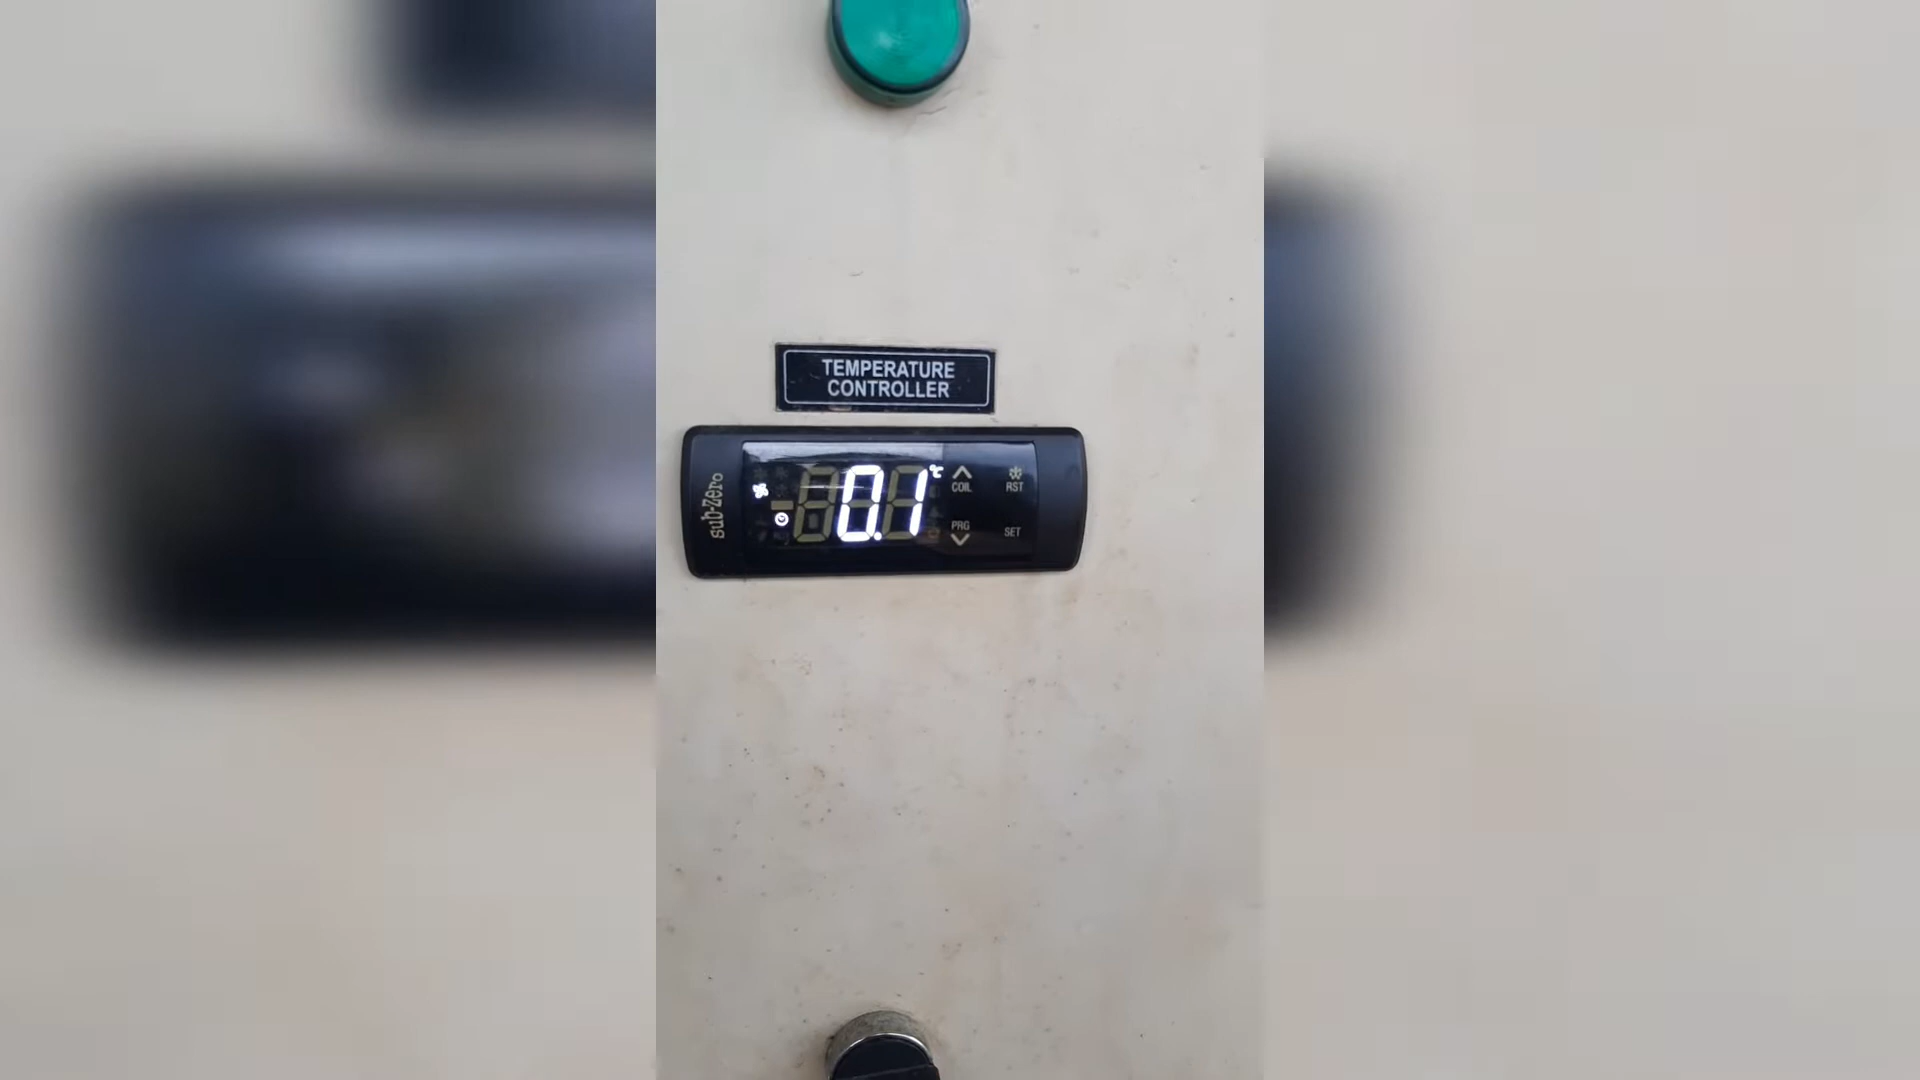 TEMPERATURE
CONTROLLER
sub-zero
0.1 °C
COIL
RST
PRG
SET